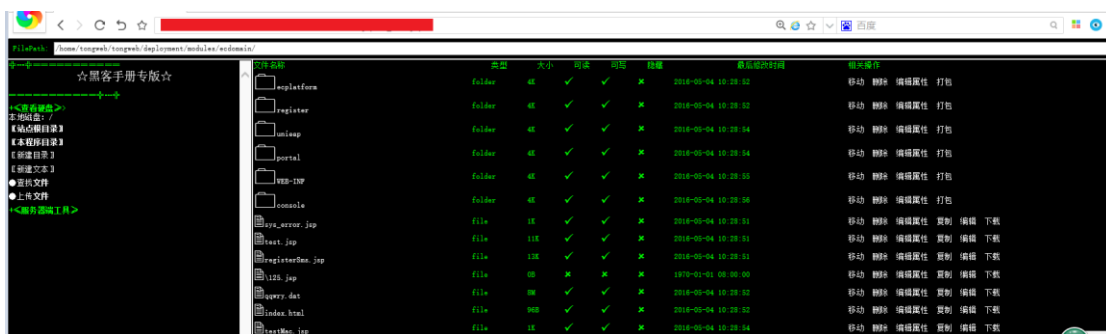 百度
FilePath: /home/tongweb/tongweb/deployment/modules/ecdomain/
☆黑客手册专版☆
+<查看硬盘>:
本地磁盘: /
【站点根目录】
【本程序目录】
【新建目录】
【新建文本】
●查找文件
●上传文件
+<服务器端工具>
文件名称 类型 大小 可读 可写 隐藏 最后修改时间 相关操作
ecplatform folder 4K ✓ ✓ × 2016-05-04 10:28:52 移动 删除 编辑属性 打包
register folder 4K ✓ ✓ × 2016-05-04 10:28:52 移动 删除 编辑属性 打包
unisap folder 4K ✓ ✓ × 2016-05-04 10:28:54 移动 删除 编辑属性 打包
portal folder 4K ✓ ✓ × 2016-05-04 10:28:54 移动 删除 编辑属性 打包
WEB-INF folder 4K ✓ ✓ × 2016-05-04 10:28:55 移动 删除 编辑属性 打包
console folder 4K ✓ ✓ × 2016-05-04 10:28:56 移动 删除 编辑属性 打包
sys_error.jsp file 1K ✓ ✓ × 2016-05-04 10:28:51 移动 删除 编辑属性 复制 编辑 下载
test.jsp file 11K ✓ ✓ × 2016-05-04 10:28:51 移动 删除 编辑属性 复制 编辑 下载
registerSms.jsp file 13K ✓ ✓ × 2016-05-04 10:28:51 移动 删除 编辑属性 复制 编辑 下载
\125.jsp file 0B × × × 1970-01-01 08:00:00 移动 删除 编辑属性 复制 编辑 下载
qqwry.dat file 8M ✓ ✓ × 2016-05-04 10:28:52 移动 删除 编辑属性 复制 编辑 下载
index.html file 96B ✓ ✓ × 2016-05-04 10:28:52 移动 删除 编辑属性 复制 编辑 下载
testMac.jsp file 1K ✓ ✓ × 2016-05-04 10:28:54 移动 删除 编辑属性 复制 编辑 下载